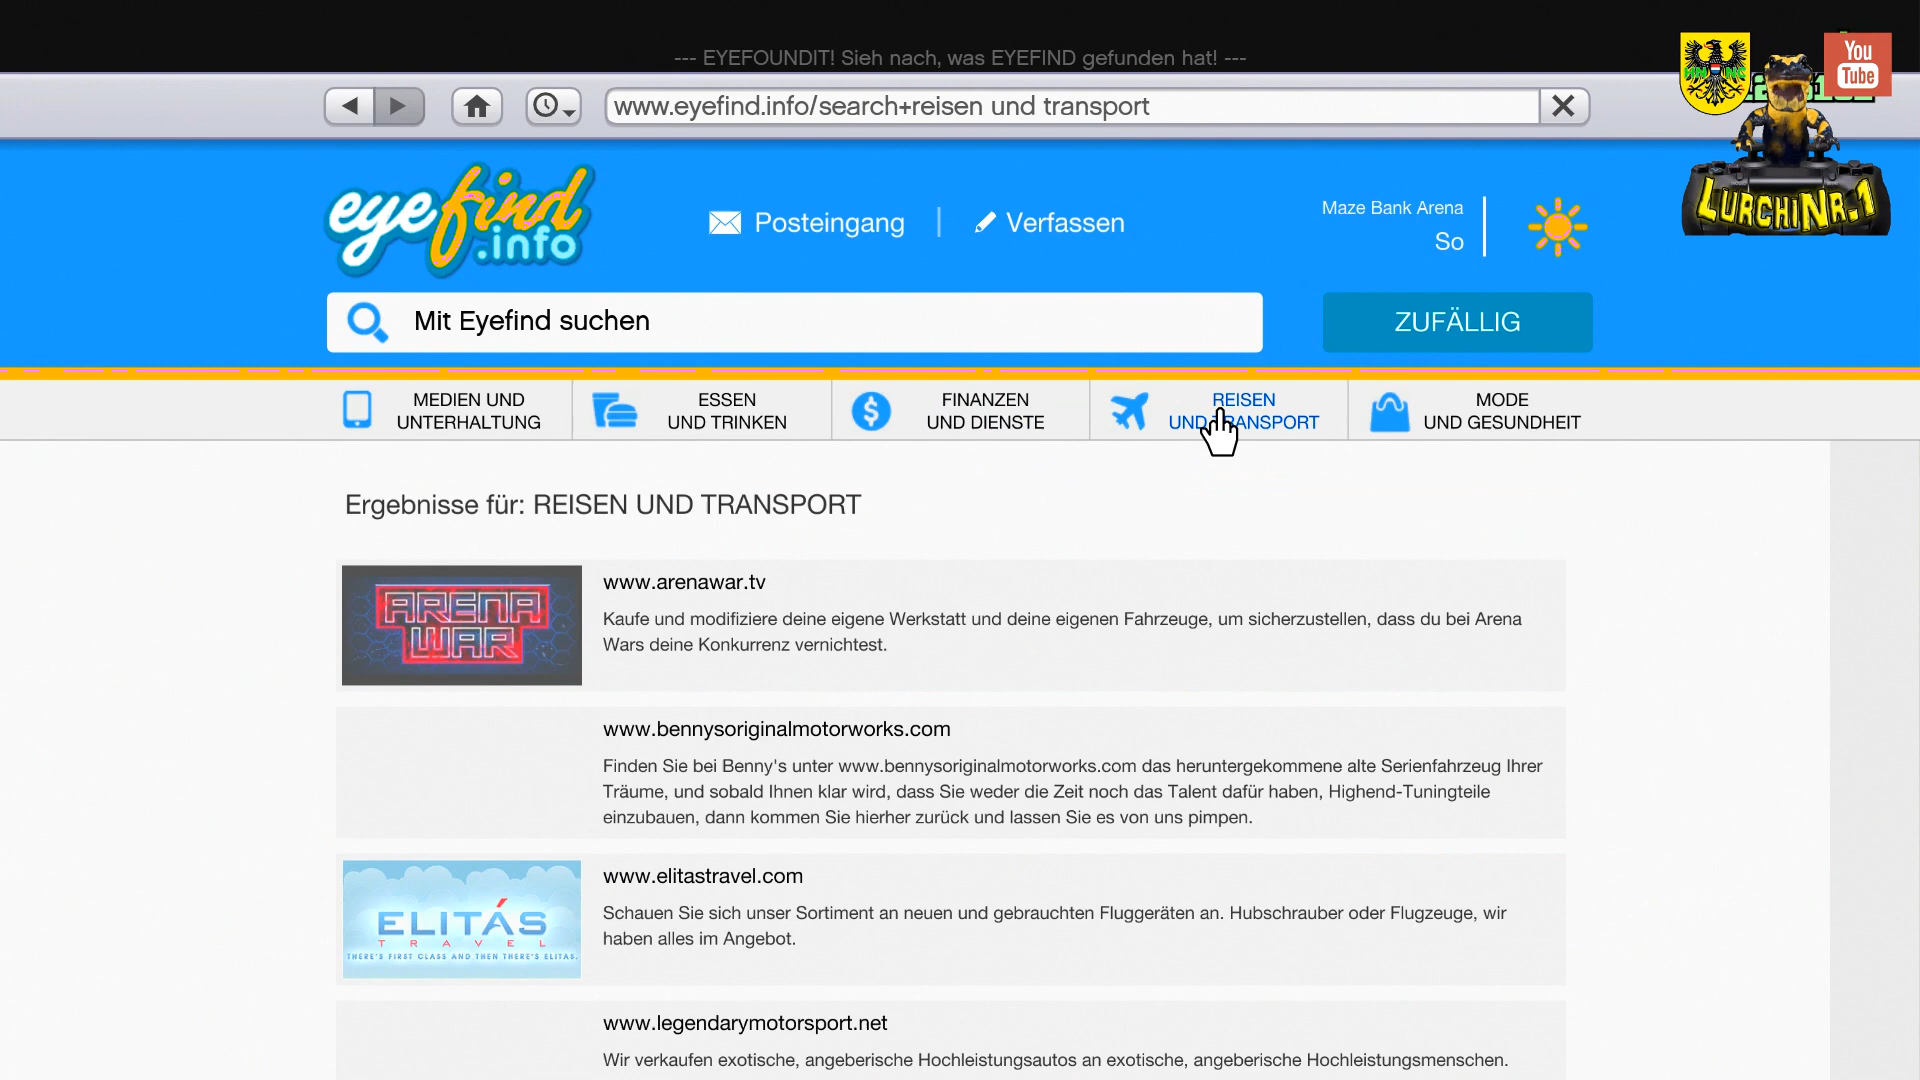 --- EYEFOUNDIT! Sieh nach, was EYEFIND gefunden hat! ---
www.eyefind.info/search+reisen und transport
You
Tube
LURCHINR.1
eyefind
.info
Posteingang
Verfassen
Maze Bank Arena
So
Mit Eyefind suchen
ZUFÄLLIG
MEDIEN UND
UNTERHALTUNG
ESSEN
UND TRINKEN
FINANZEN
UND DIENSTE
REISEN
UND TRANSPORT
MODE
UND GESUNDHEIT
Ergebnisse für: REISEN UND TRANSPORT
ARENA
WAR
www.arenawar.tv
Kaufe und modifiziere deine eigene Werkstatt und deine eigenen Fahrzeuge, um sicherzustellen, dass du bei Arena
Wars deine Konkurrenz vernichtest.
www.bennysoriginalmotorworks.com
Finden Sie bei Benny's unter www.bennysoriginalmotorworks.com das heruntergekommene alte Serienfahrzeug Ihrer
Träume, und sobald Ihnen klar wird, dass Sie weder die Zeit noch das Talent dafür haben, Highend-Tuningteile
einzubauen, dann kommen Sie hierher zurück und lassen Sie es von uns pimpen.
ELITÁS
TRAVEL
THERE'S FIRST CLASS AND THEN THERE'S ELITAS.
www.elitastravel.com
Schauen Sie sich unser Sortiment an neuen und gebrauchten Fluggeräten an. Hubschrauber oder Flugzeuge, wir
haben alles im Angebot.
www.legendarymotorsport.net
Wir verkaufen exotische, angeberische Hochleistungsautos an exotische, angeberische Hochleistungsmenschen.